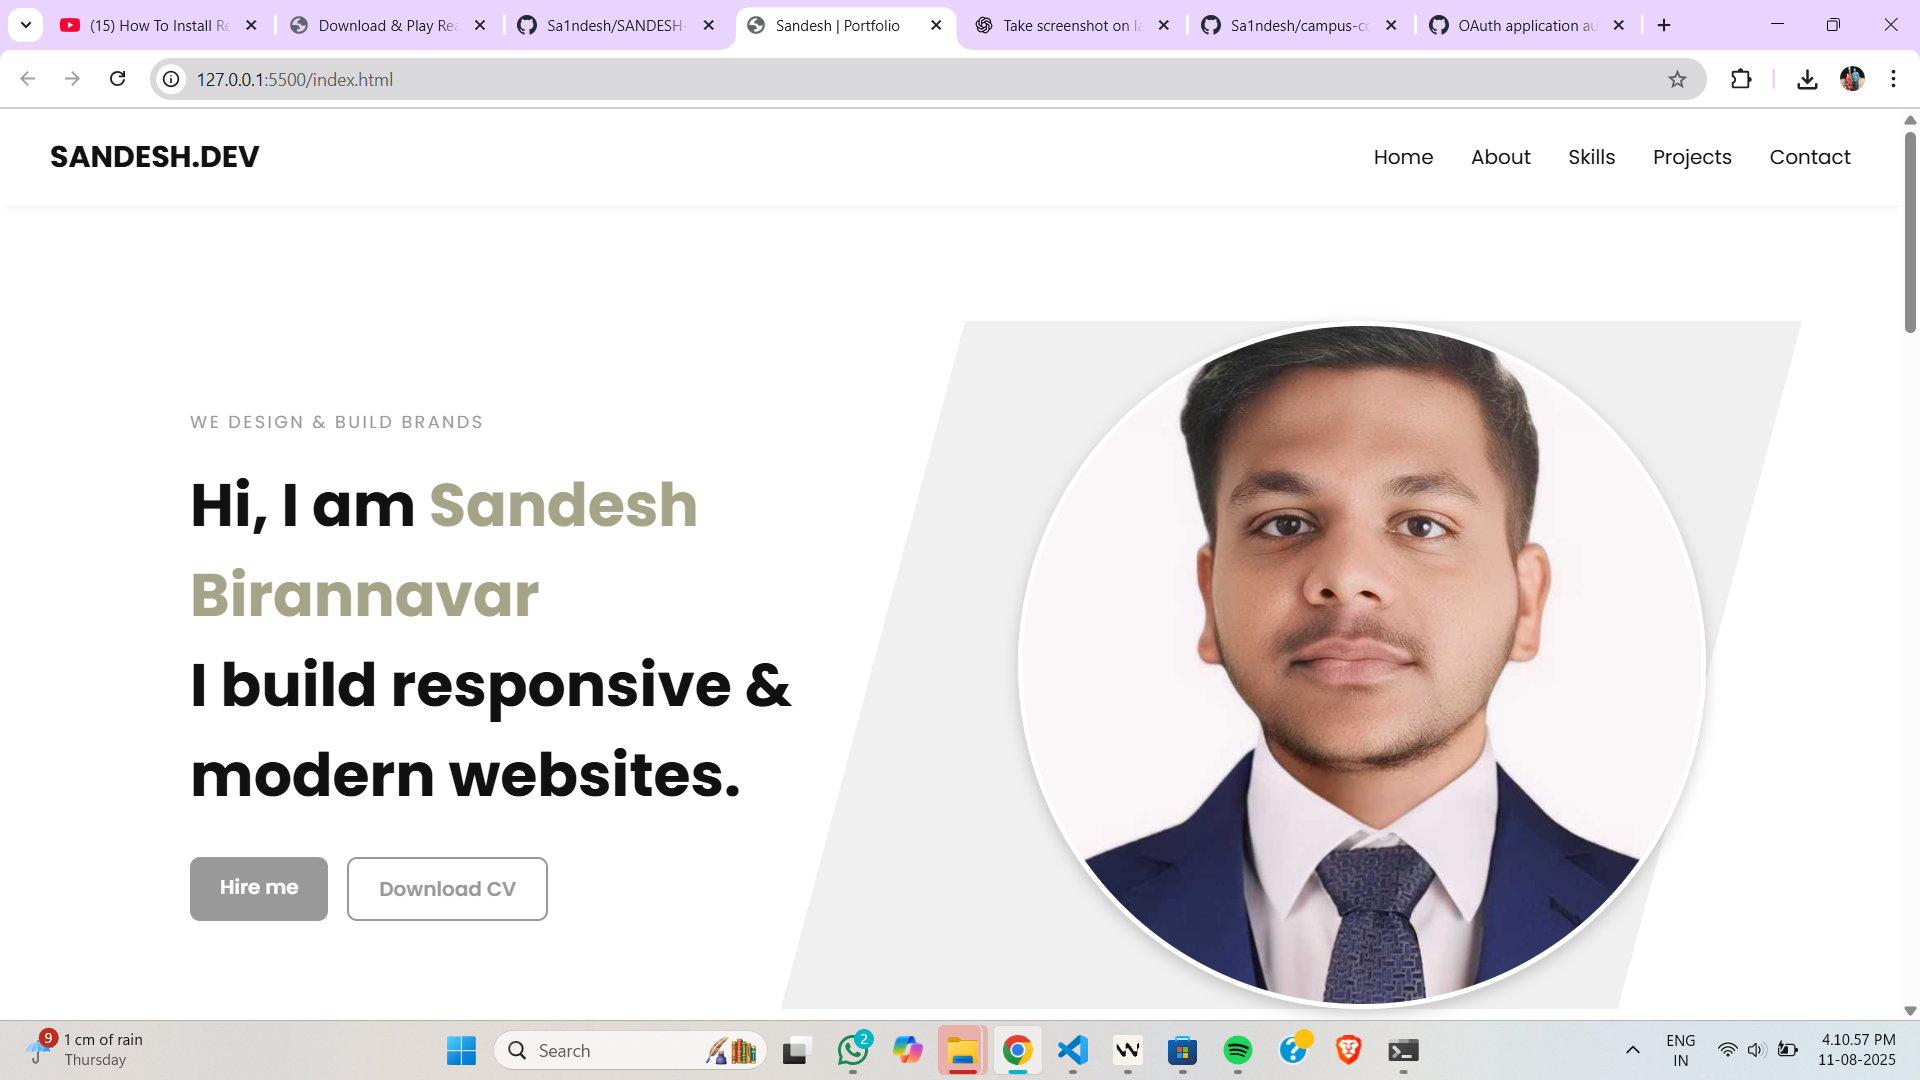 (15) How To Install Re
Download & Play Rea
Sa1ndesh/SANDESH-
Sandesh | Portfolio
Take screenshot on la
Sa1ndesh/campus-co
OAuth application au
127.0.0.1:5500/index.html
SANDESH.DEV
Home
About
Skills
Projects
Contact
WE DESIGN & BUILD BRANDS
Hi, I am Sandesh
Birannavar
I build responsive &
modern websites.
Hire me
Download CV
9
1 cm of rain
Thursday
Search
2
ENG
IN
4.10.57 PM
11-08-2025